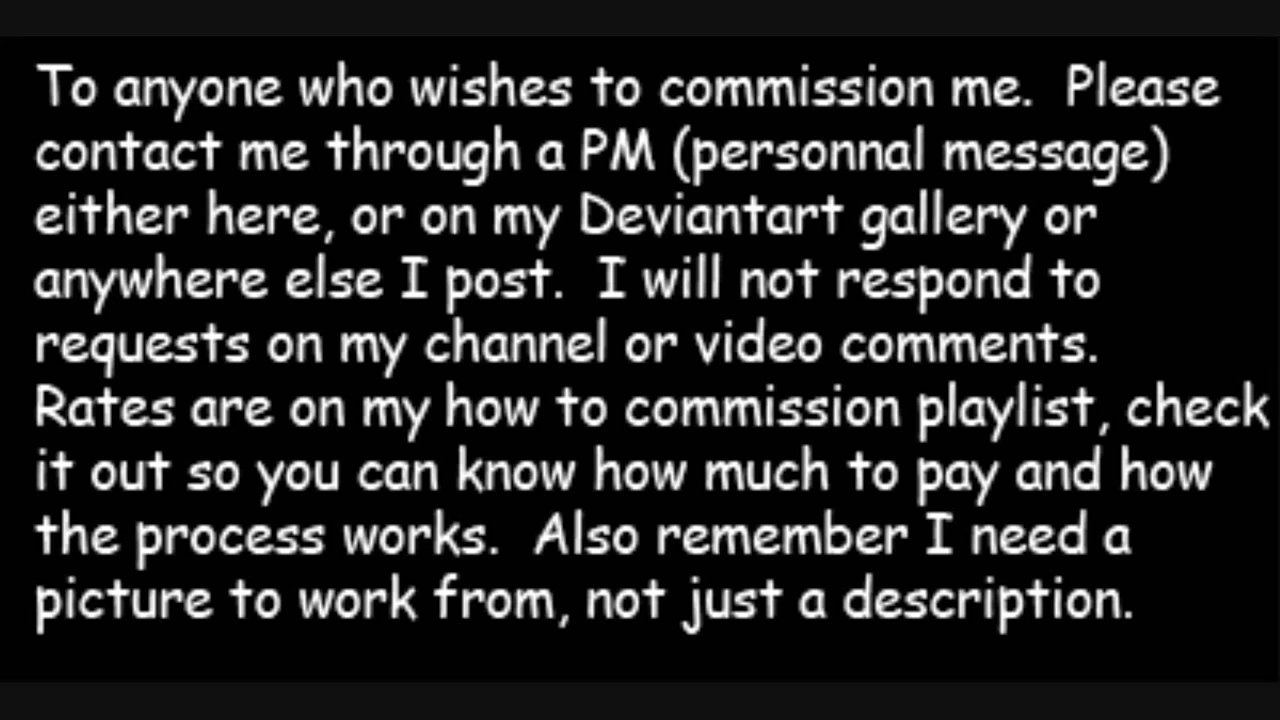 To anyone who wishes to commission me.  Please
contact me through a PM (personnal message)
either here, or on my Deviantart gallery or
anywhere else I post.  I will not respond to
requests on my channel or video comments.
Rates are on my how to commission playlist, check
it out so you can know how much to pay and how
the process works.  Also remember I need a
picture to work from, not just a description.